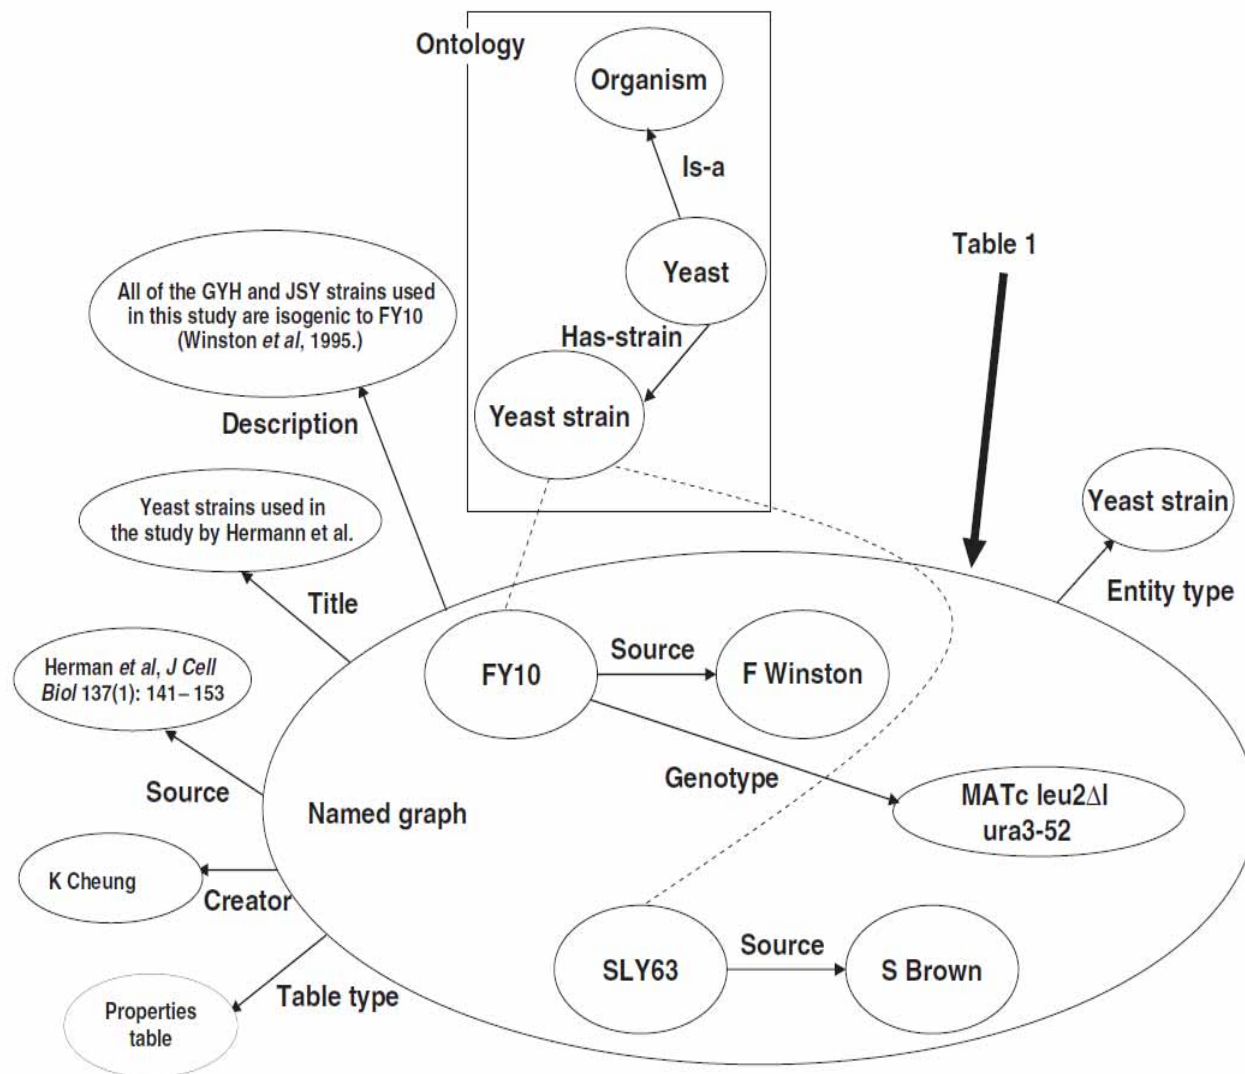 Ontology
Organism
Is-a
Yeast
Has-strain
Yeast strain
Table 1
All of the GYH and JSY strains used
in this study are isogenic to FY10
(Winston et al, 1995.)
Description
Yeast strains used in
the study by Hermann et al.
Title
Yeast strain
Entity type
Herman et al, J Cell
Biol 137(1): 141–153
Source
FY10
Source
F Winston
Genotype
MATc leu2ΔI
ura3-52
Named graph
K Cheung
Creator
SLY63
Source
S Brown
Table type
Properties
table